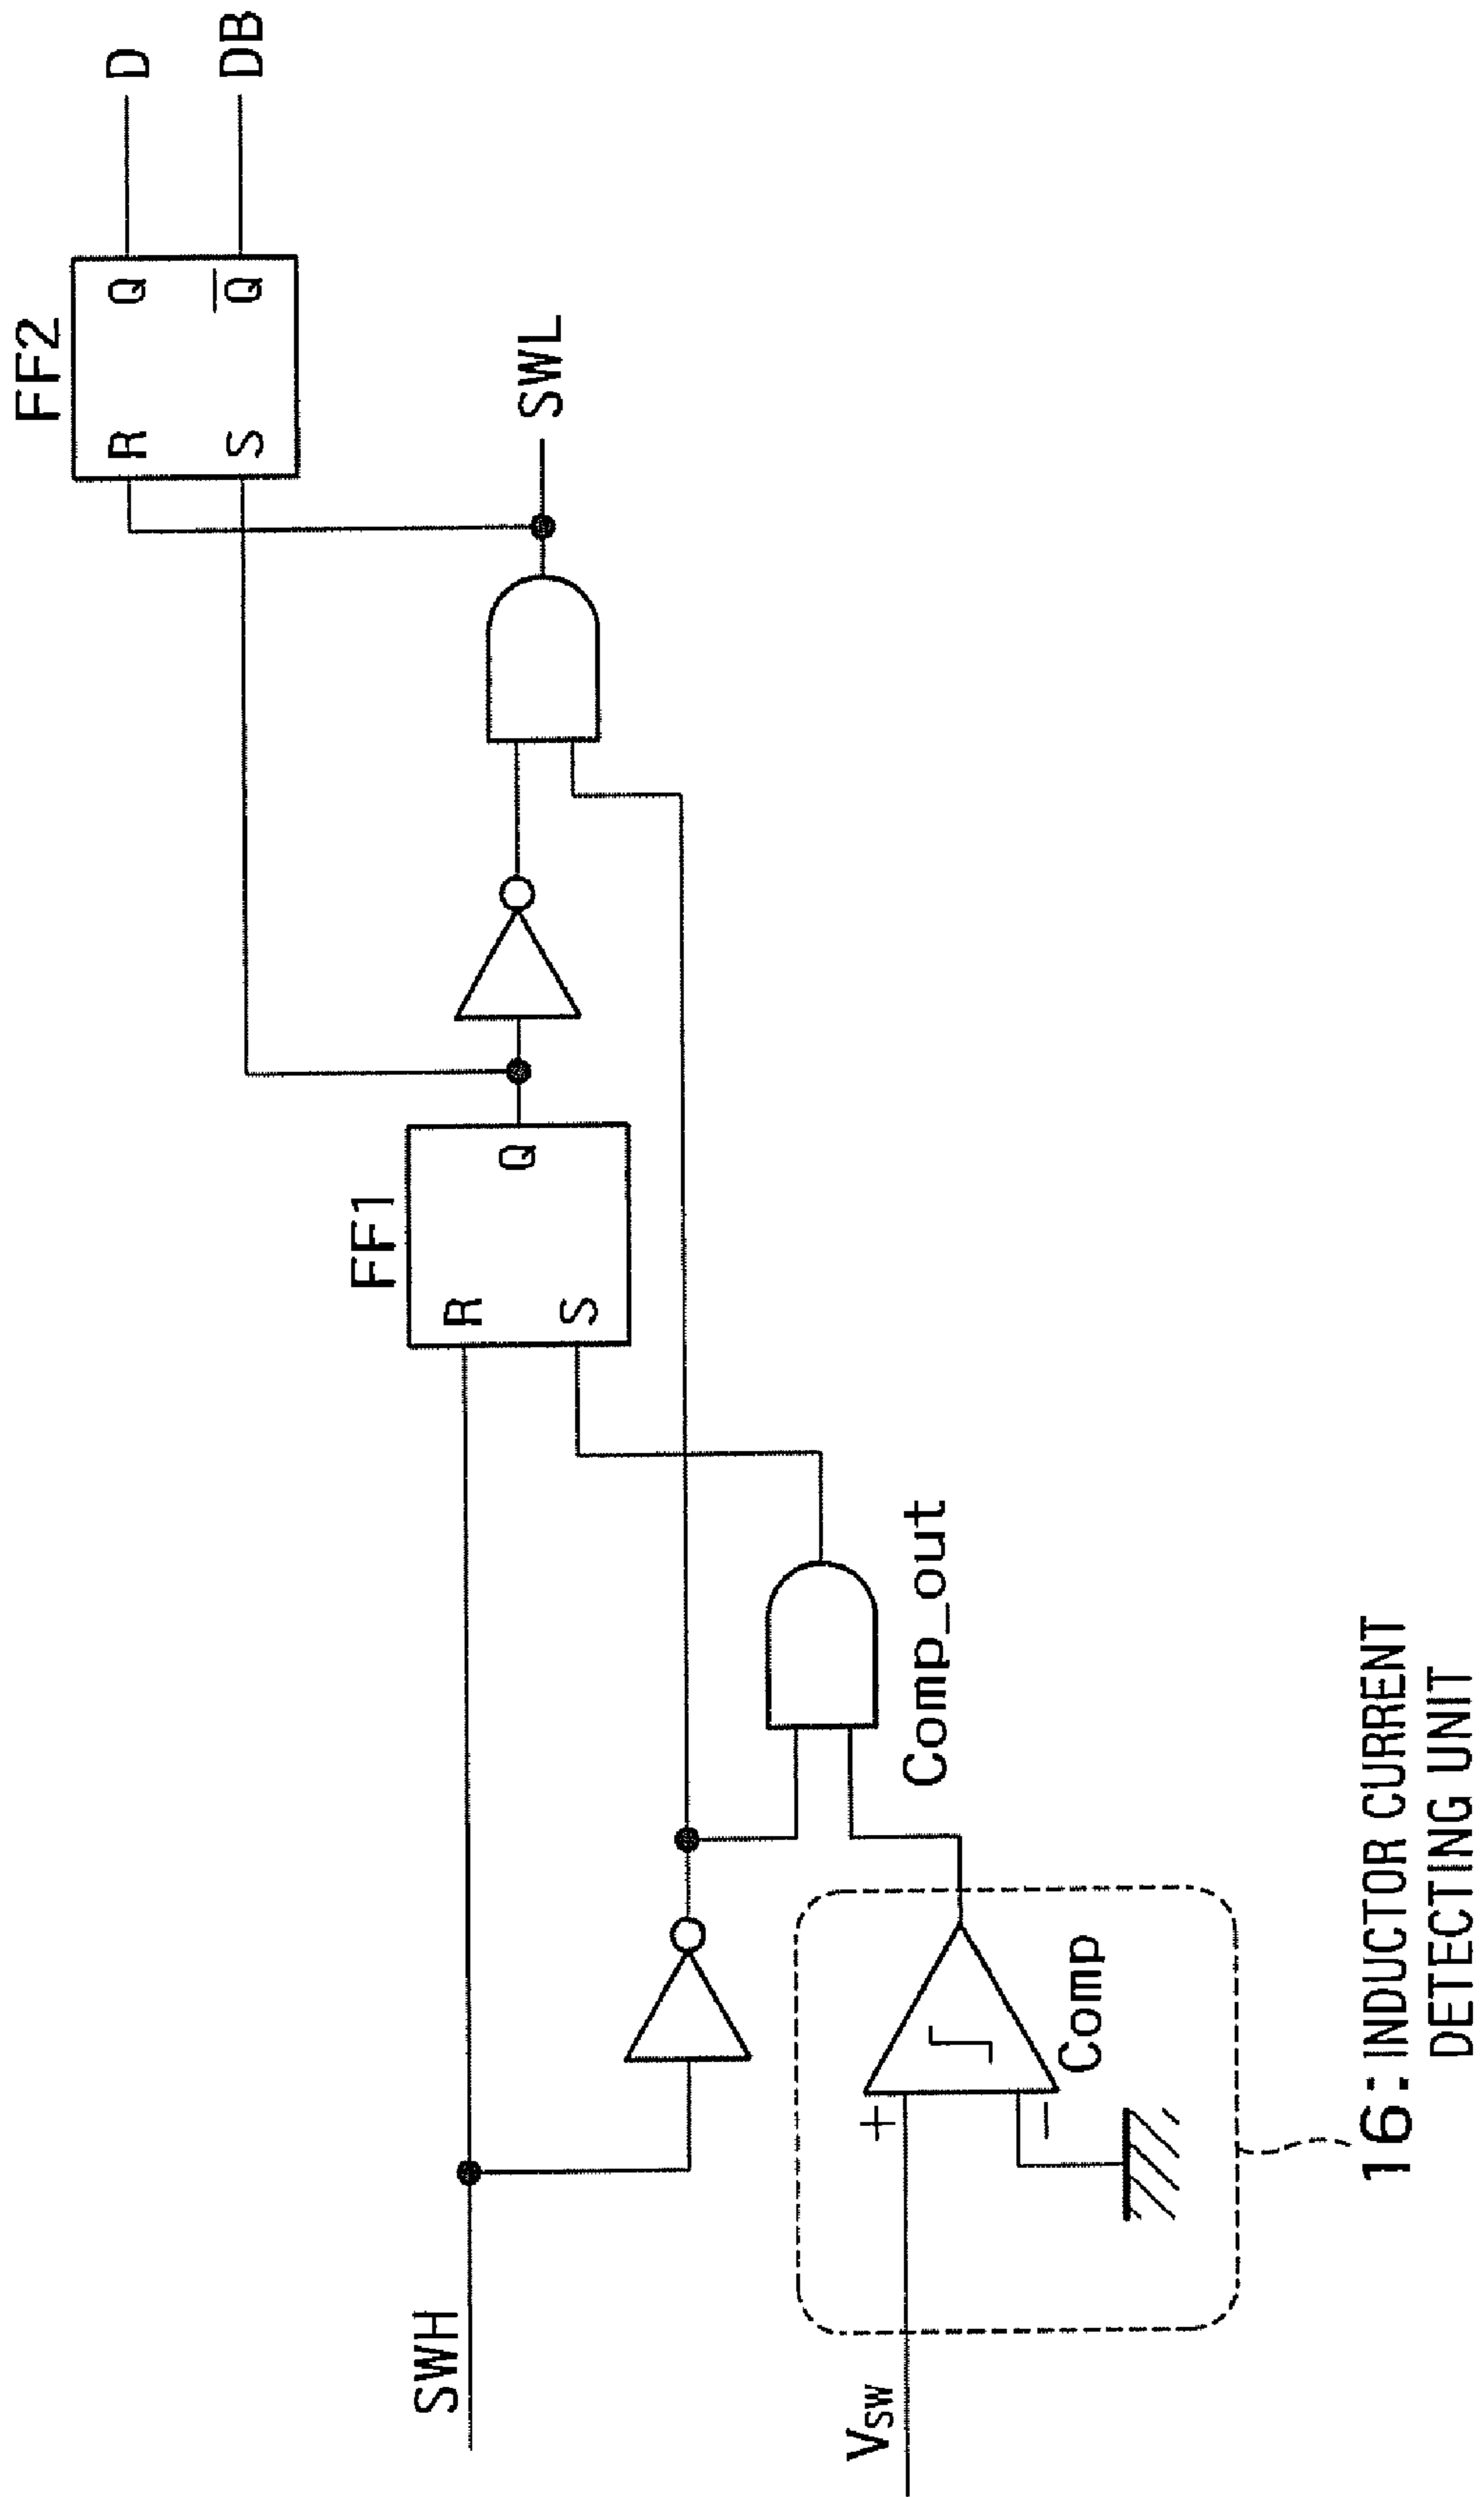 FF2
R
Q
D
S
Q
DB
SWL
FF1
R
Q
S
SWH
Comp_out
Vsw
+
−
Comp
16: INDUCTOR CURRENT
DETECTING UNIT